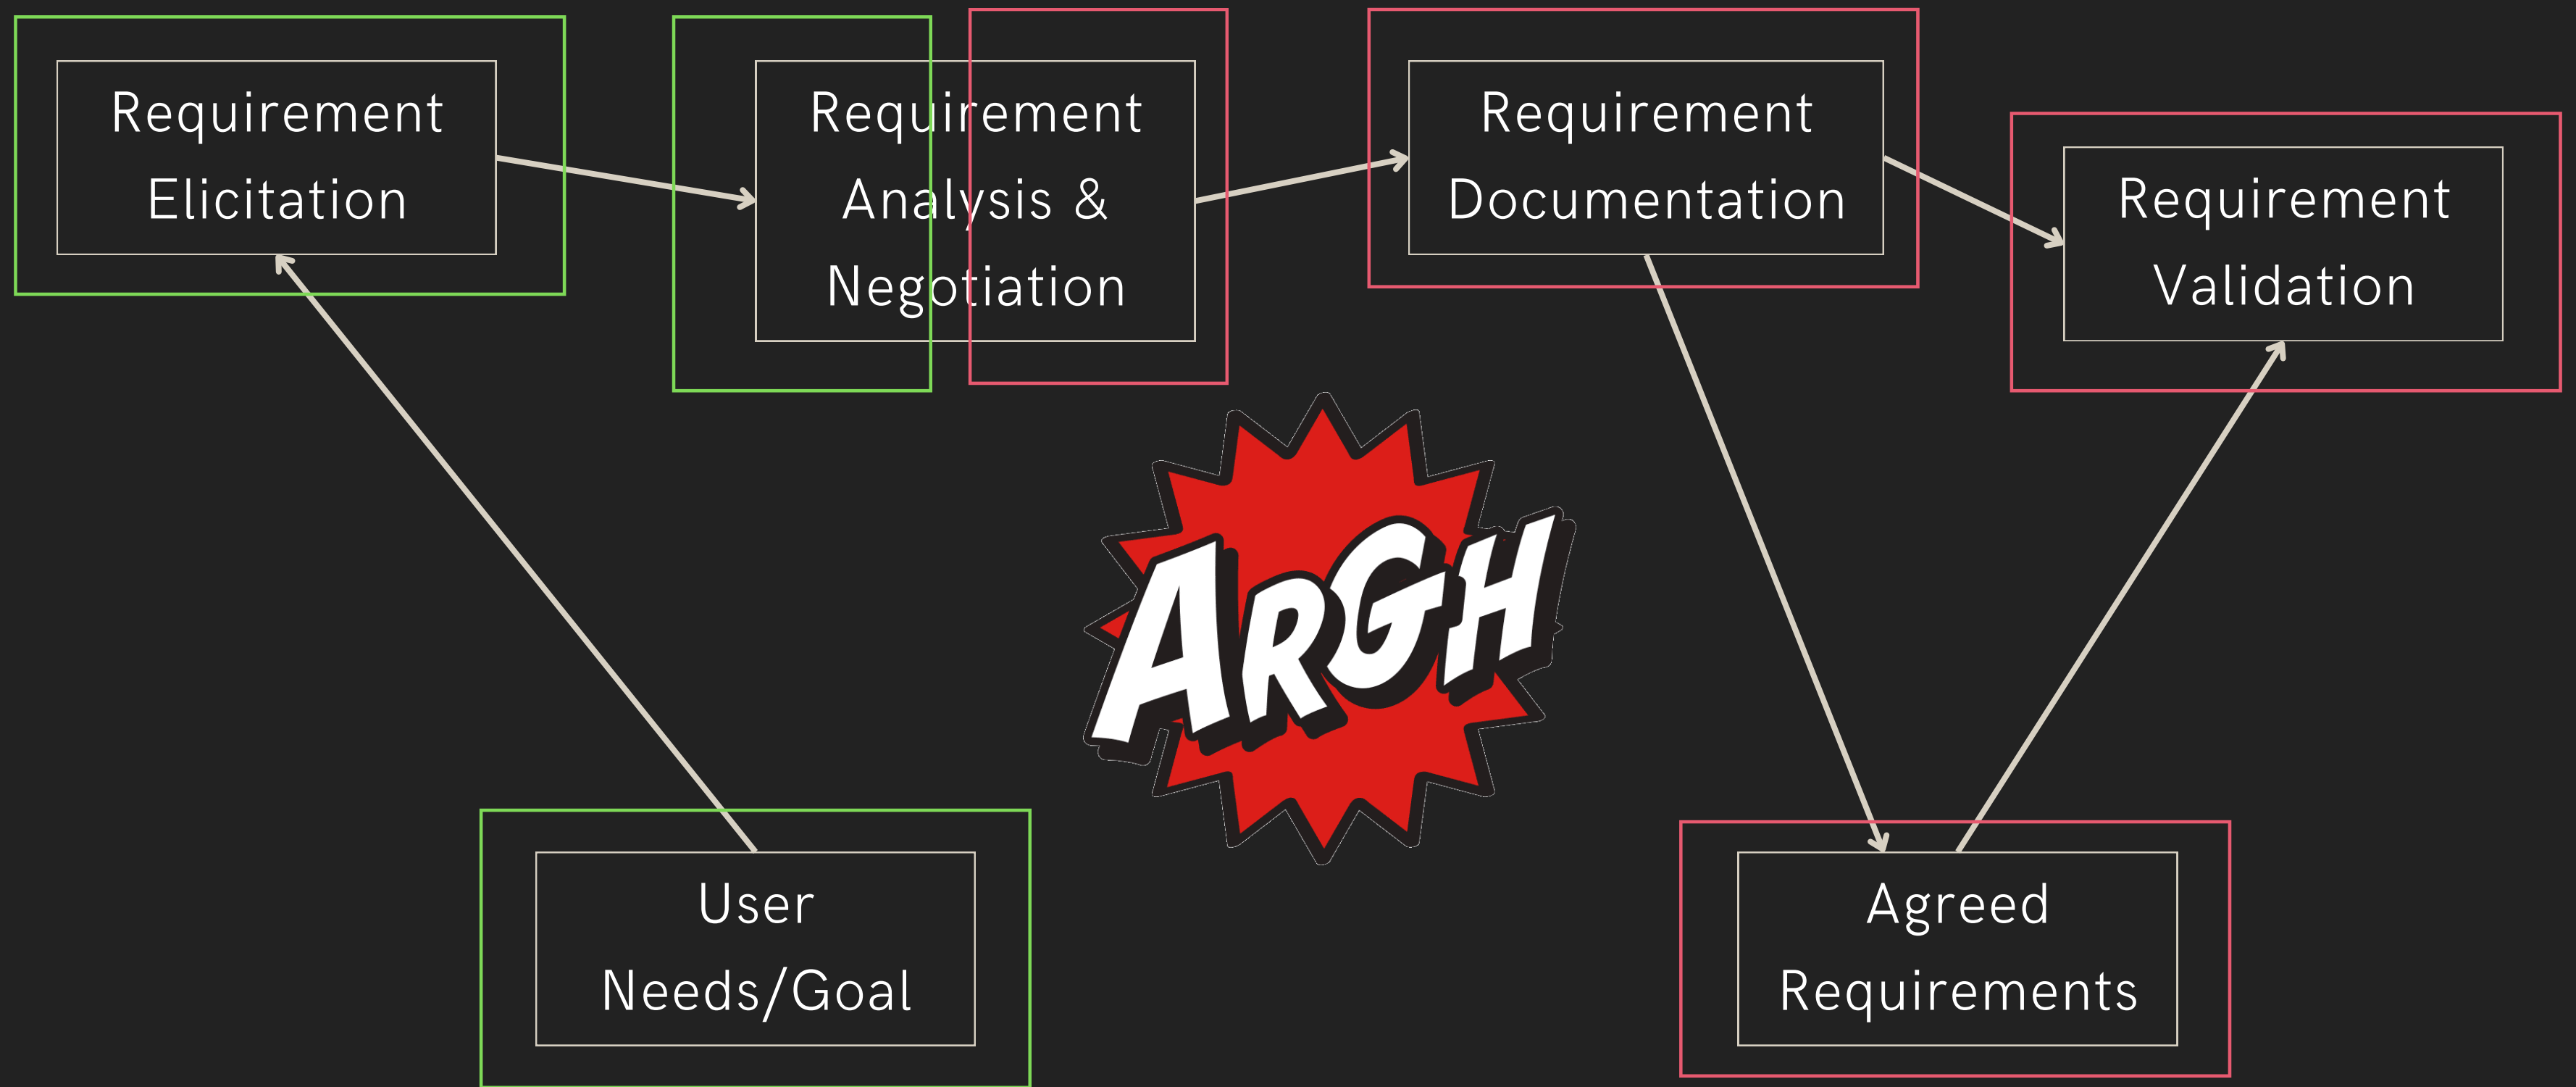 Requirement
Elicitation
Requirement
Analysis &
Negotiation
Requirement
Documentation
Requirement
Validation
ARGH
User
Needs/Goal
Agreed
Requirements